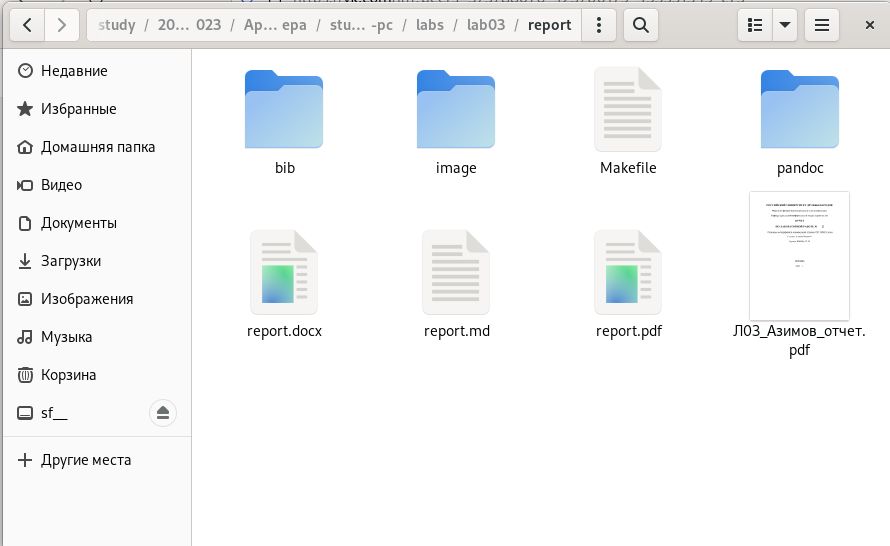 study / 20... 023 / Ap... epa / stu... -pc / labs / lab03 / report
Недавние
Избранные
Домашняя папка
Видео
Документы
Загрузки
Изображения
Музыка
Корзина
sf__
Другие места
bib
image
Makefile
pandoc
report.docx
report.md
report.pdf
Л03_Азимов_отчет.
pdf